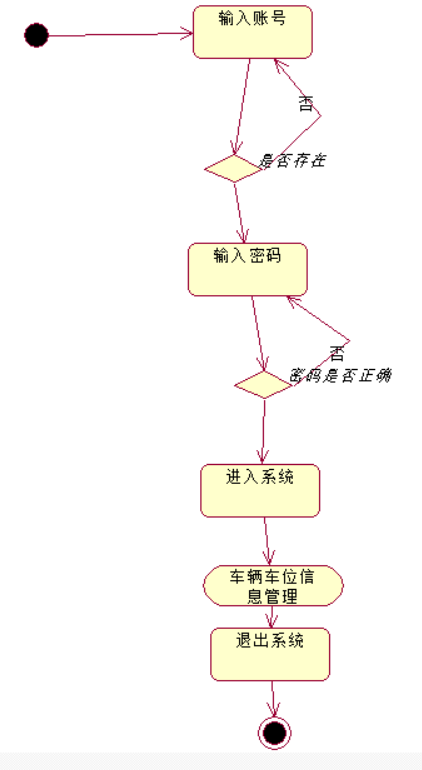 输入账号
否
是否存在
输入密码
否
密码是否正确
进入系统
车辆车位信
息管理
退出系统